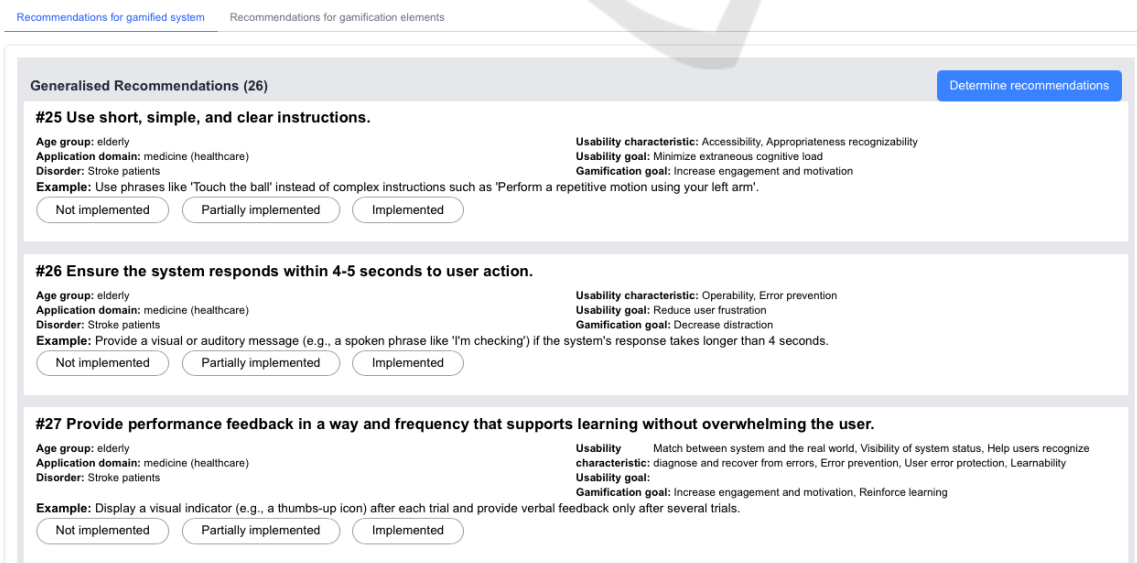 Recommendations for gamified system    Recommendations for gamification elements
Generalised Recommendations (26)    Determine recommendations
#25 Use short, simple, and clear instructions.
Age group: elderly    Usability characteristic: Accessibility, Appropriateness recognizability
Application domain: medicine (healthcare)    Usability goal: Minimize extraneous cognitive load
Disorder: Stroke patients    Gamification goal: Increase engagement and motivation
Example: Use phrases like 'Touch the ball' instead of complex instructions such as 'Perform a repetitive motion using your left arm'.
Not implemented    Partially implemented    Implemented
#26 Ensure the system responds within 4-5 seconds to user action.
Age group: elderly    Usability characteristic: Operability, Error prevention
Application domain: medicine (healthcare)    Usability goal: Reduce user frustration
Disorder: Stroke patients    Gamification goal: Decrease distraction
Example: Provide a visual or auditory message (e.g., a spoken phrase like 'I'm checking') if the system's response takes longer than 4 seconds.
Not implemented    Partially implemented    Implemented
#27 Provide performance feedback in a way and frequency that supports learning without overwhelming the user.
Age group: elderly    Usability    Match between system and the real world, Visibility of system status, Help users recognize
Application domain: medicine (healthcare)    characteristic: diagnose and recover from errors, Error prevention, User error protection, Learnability
Disorder: Stroke patients    Usability goal:
Gamification goal: Increase engagement and motivation, Reinforce learning
Example: Display a visual indicator (e.g., a thumbs-up icon) after each trial and provide verbal feedback only after several trials.
Not implemented    Partially implemented    Implemented